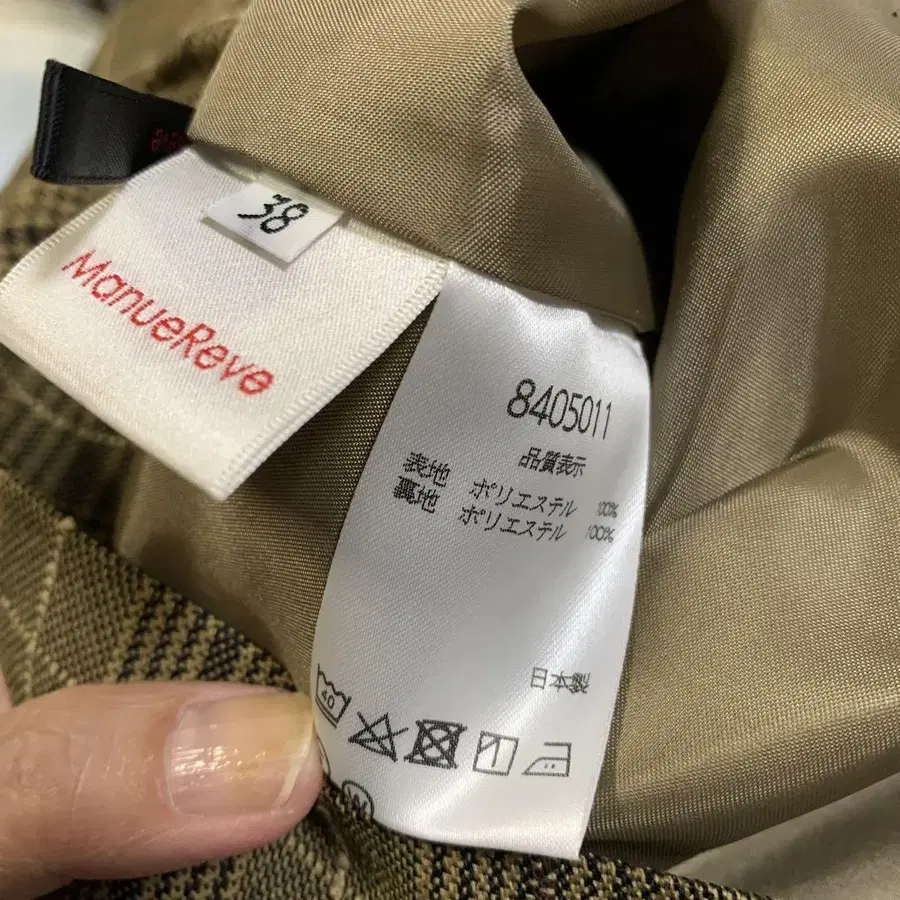 38
ManueReve
8405011
品質表示
表地 ポリエステル 100%
裏地 ポリエステル 100%
日本製
40
W